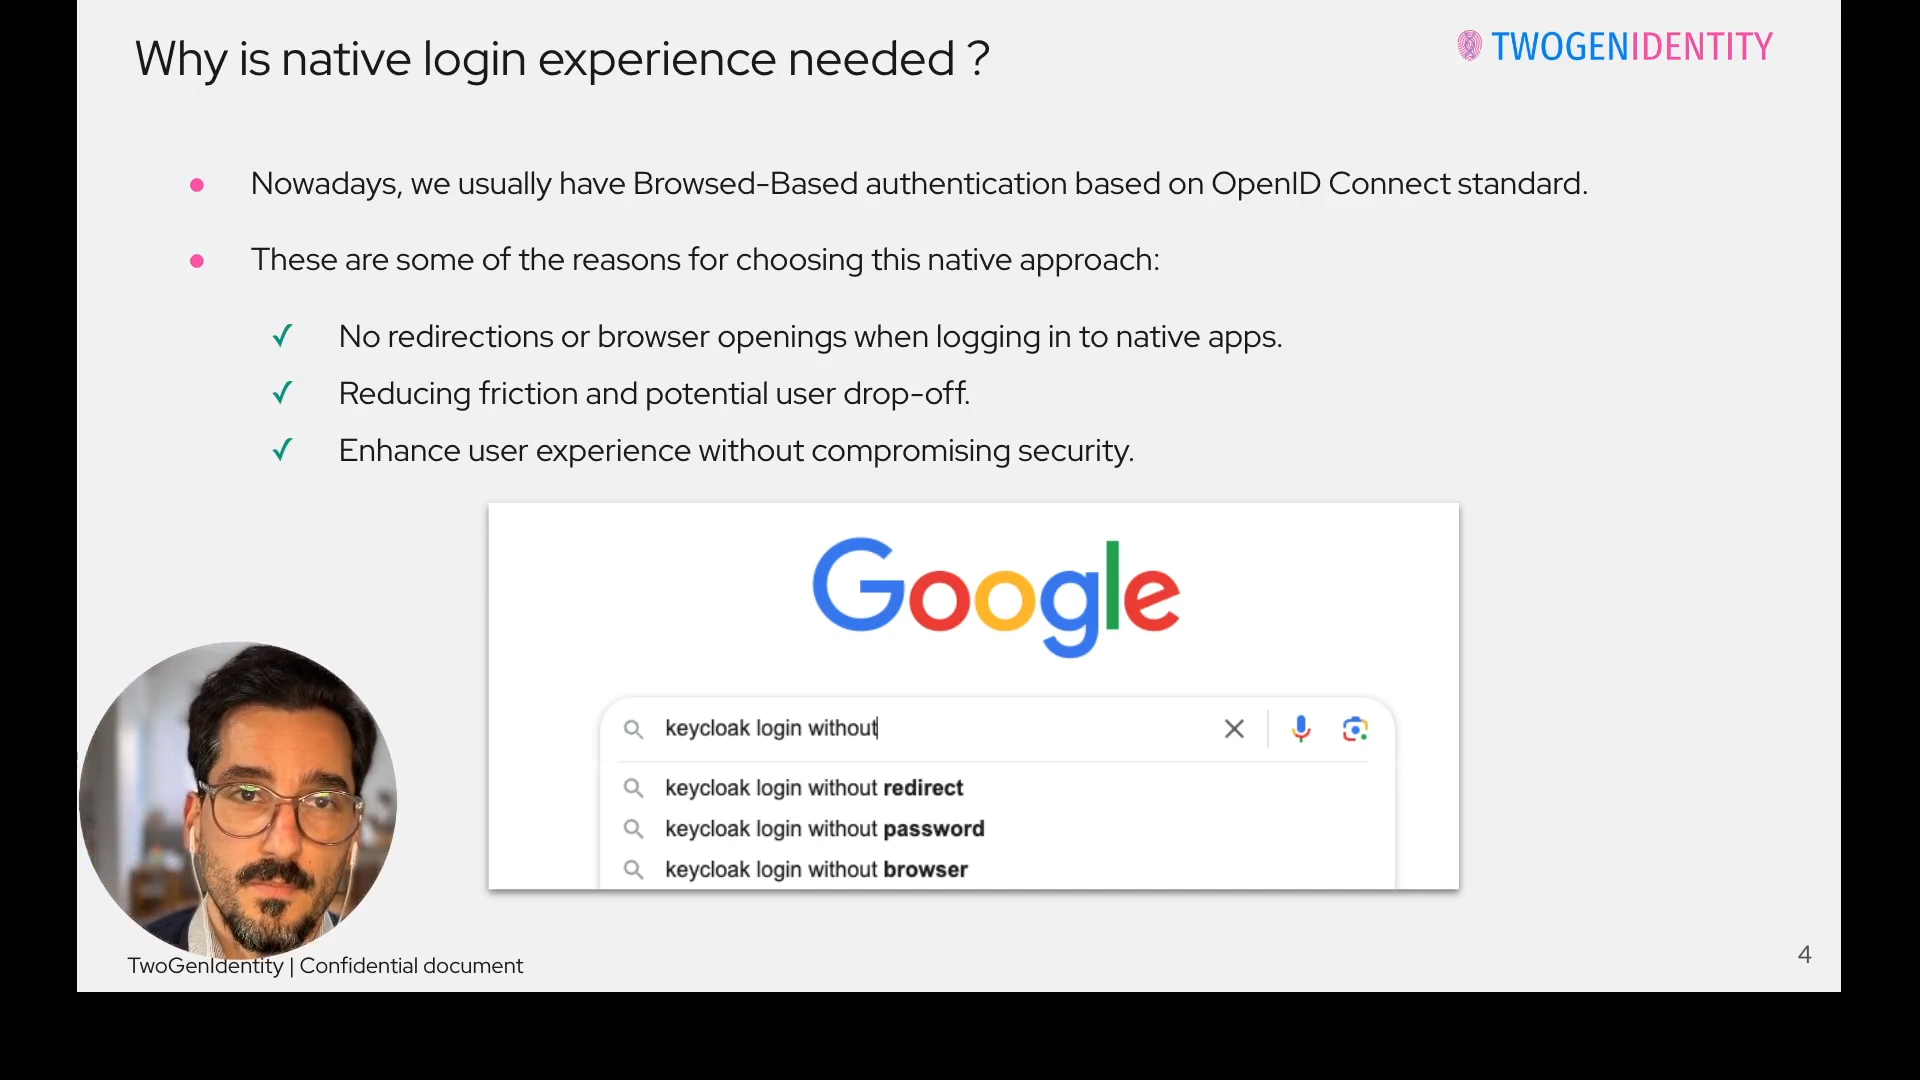 Why is native login experience needed ?
TWOGENIDENTITY
Nowadays, we usually have Browsed-Based authentication based on OpenID Connect standard.
These are some of the reasons for choosing this native approach:
No redirections or browser openings when logging in to native apps.
Reducing friction and potential user drop-off.
Enhance user experience without compromising security.
Google
keycloak login without
keycloak login without redirect
keycloak login without password
keycloak login without browser
TwoGenIdentity | Confidential document
4